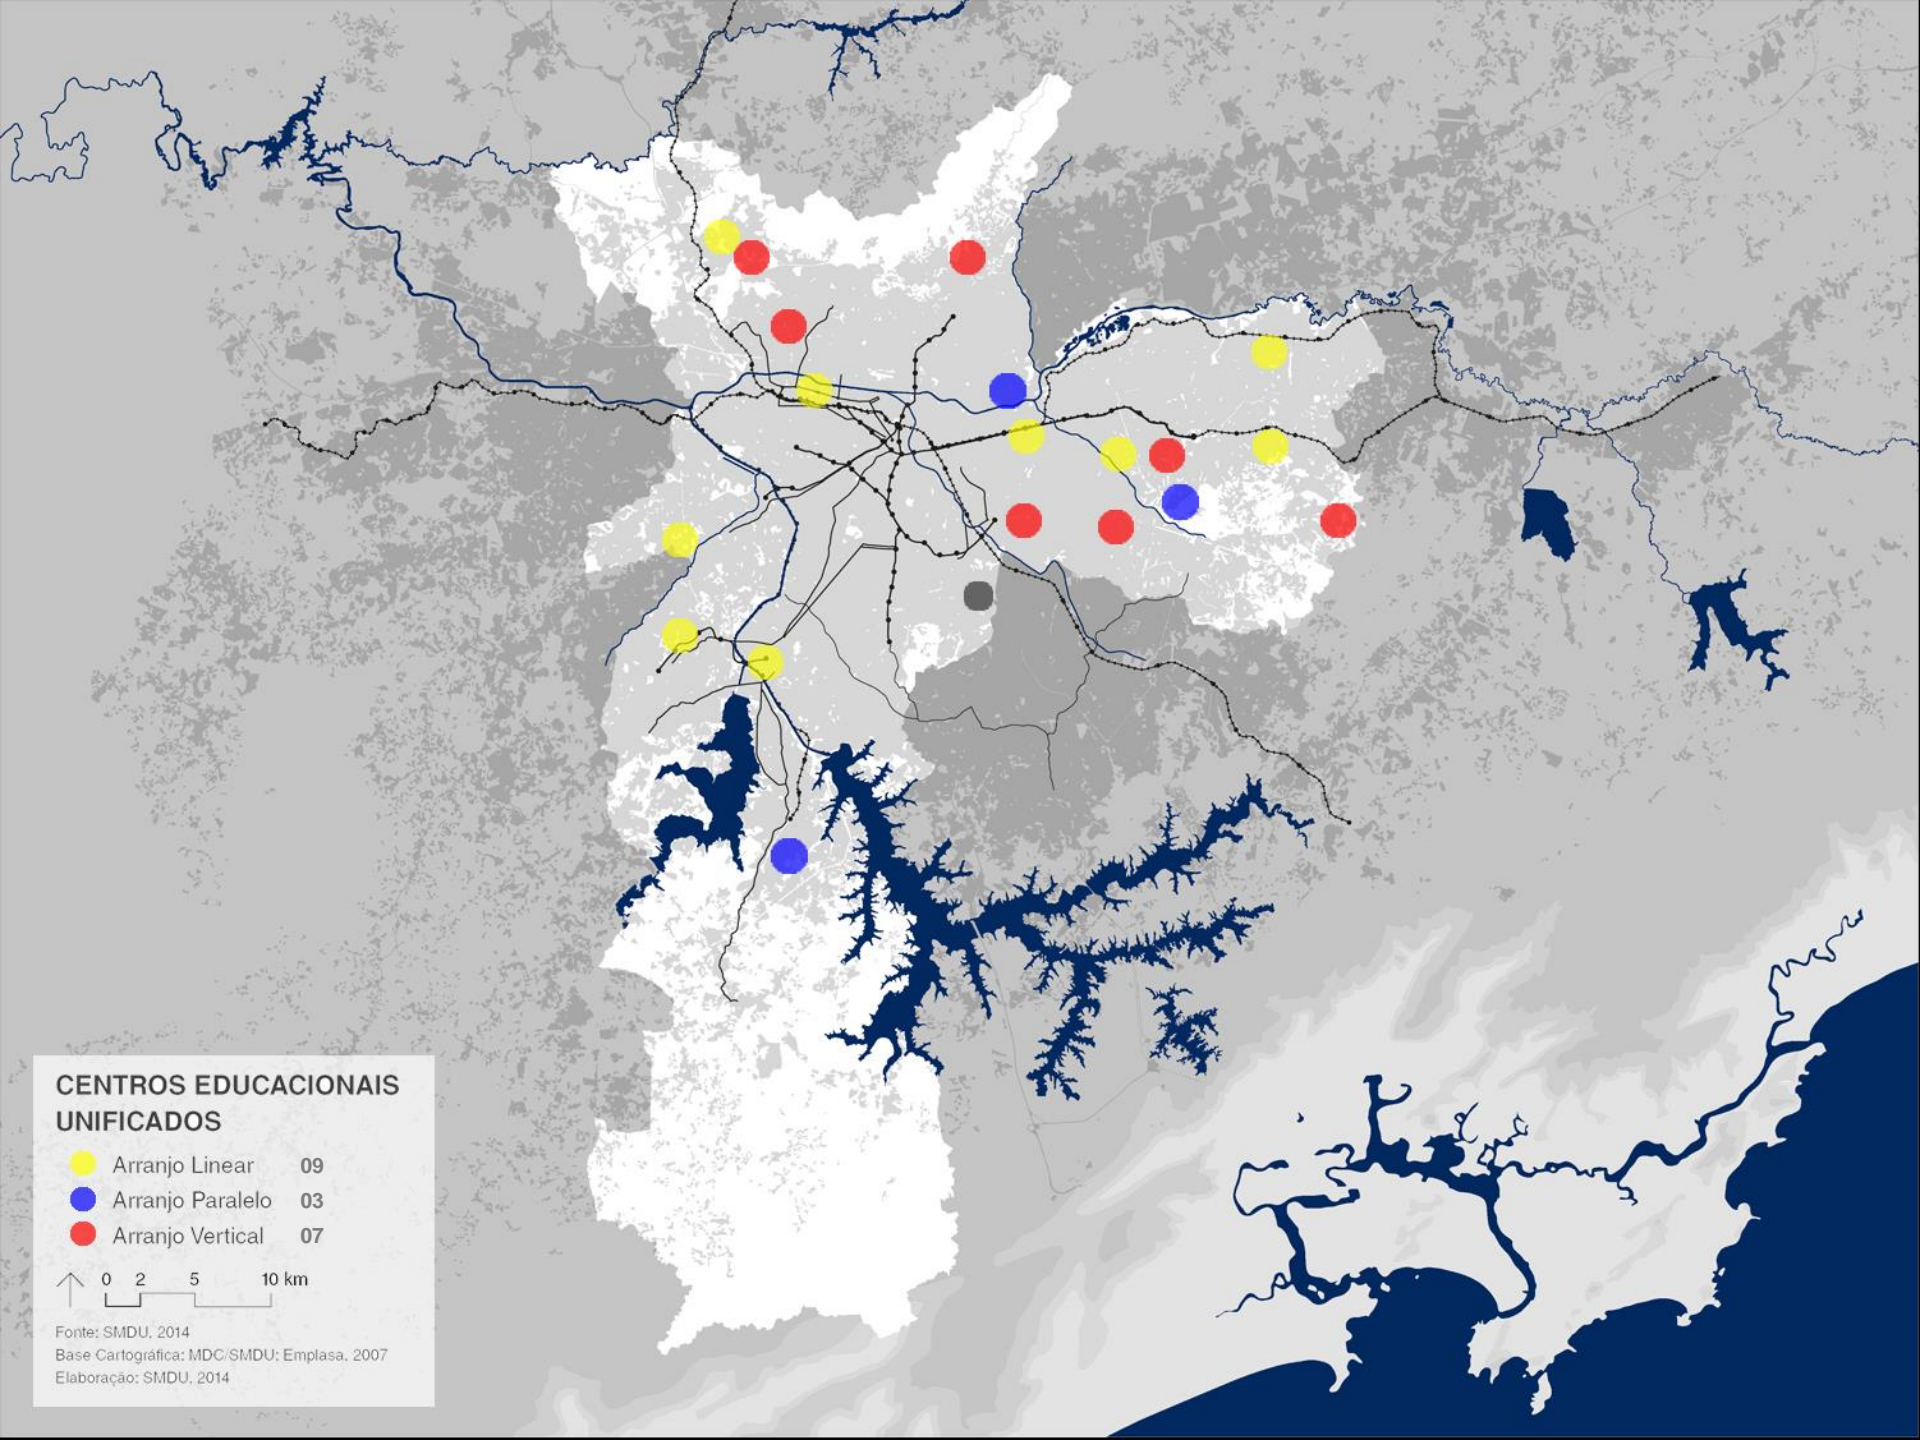 CENTROS EDUCACIONAIS
UNIFICADOS
Arranjo Linear 09
Arranjo Paralelo 03
Arranjo Vertical 07
0 2 5 10 km
Fonte: SMDU, 2014
Base Cartográfica: MDC/SMDU; Emplasa, 2007
Elaboração: SMDU, 2014